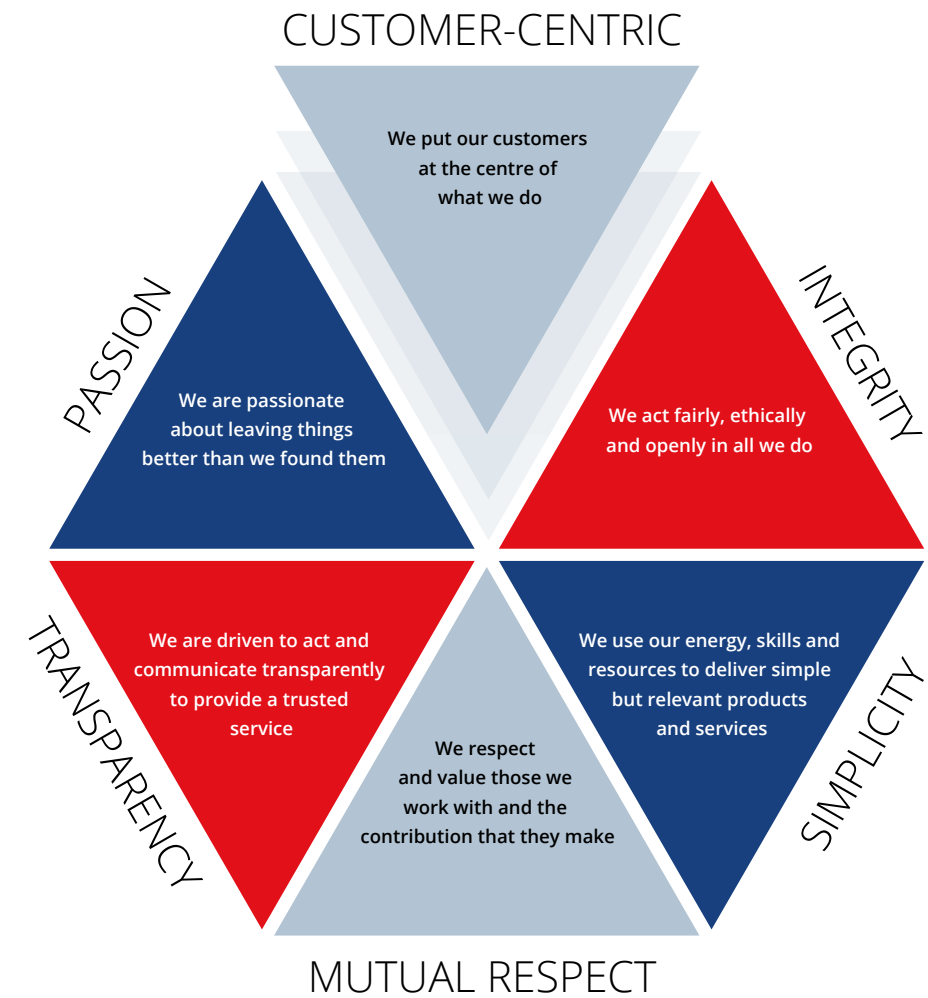 CUSTOMER-CENTRIC
We put our customers
at the centre of
what we do
PASSION
We are passionate
about leaving things
better than we found them
INTEGRITY
We act fairly, ethically
and openly in all we do
TRANSPARENCY
We are driven to act and
communicate transparently
to provide a trusted
service
SIMPLICITY
We use our energy, skills and
resources to deliver simple
but relevant products
and services
We respect
and value those we
work with and the
contribution that they make
MUTUAL RESPECT